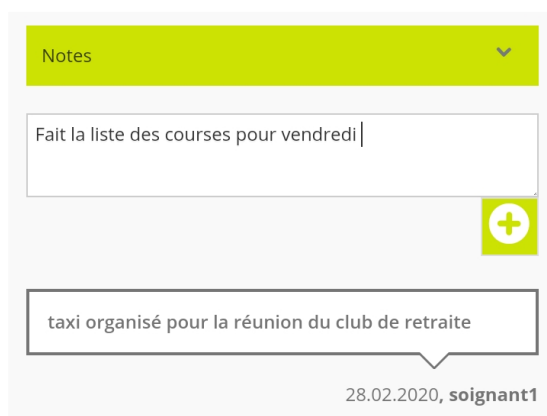 Notes
Fait la liste des courses pour vendredi
taxi organisé pour la réunion du club de retraite
28.02.2020, soignant1